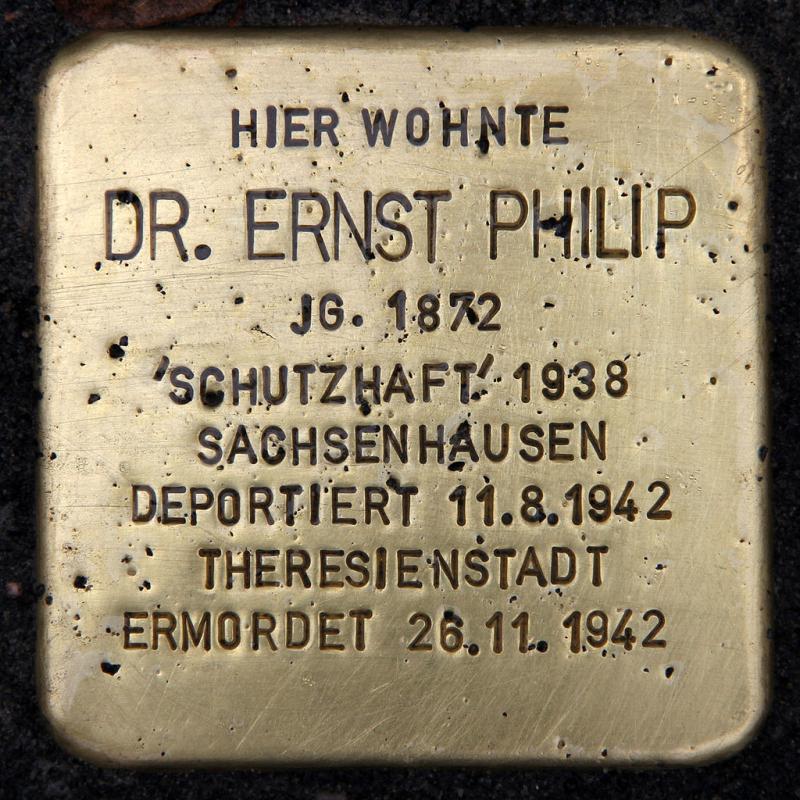 HIER WOHNTE
DR. ERNST PHILIP
JG. 1872
'SCHUTZHAFT' 1938
SACHSENHAUSEN
DEPORTIERT 11.8.1942
THERESIENSTADT
ERMORDET 26.11.1942